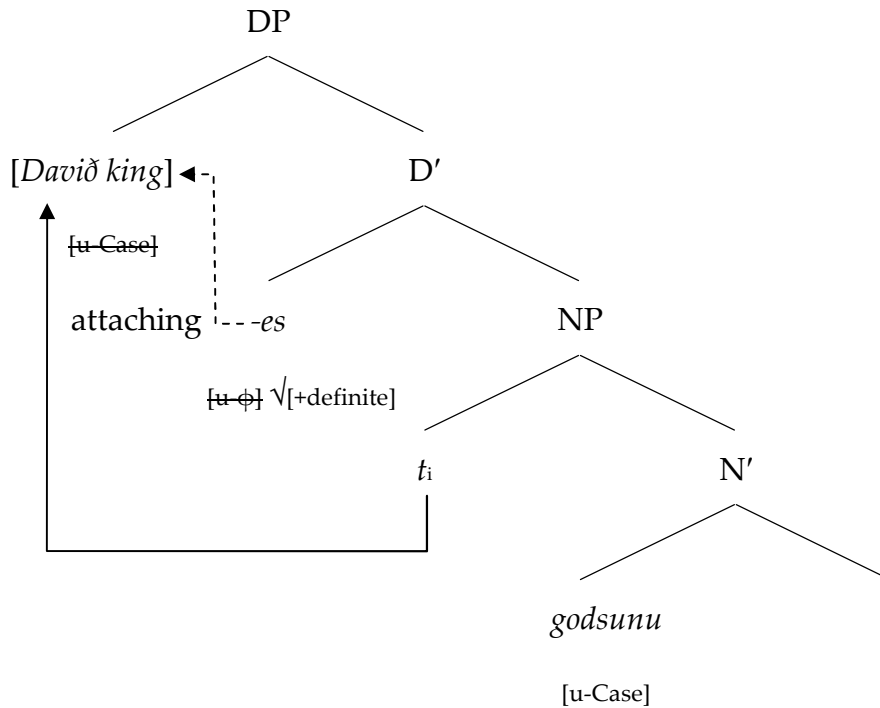 DP
[Davið king] D′
[u-Case]
attaching -es NP
[u-ϕ] √[+definite]
ti N′
godsunu
[u-Case]